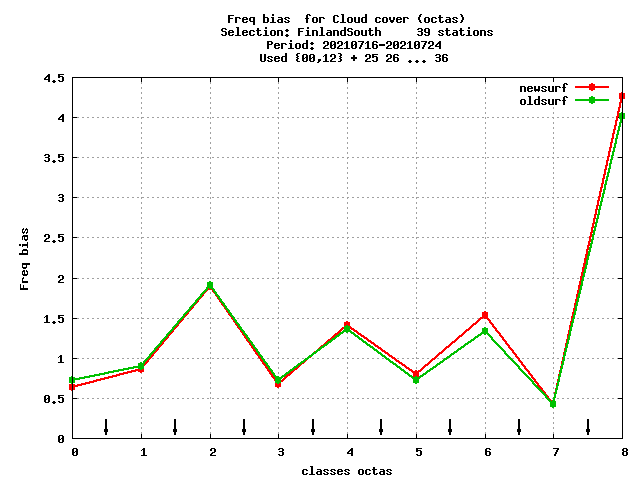 Freq bias  for Cloud cover (octas)
Selection: FinlandSouth     39 stations
Period: 20210716-20210724
Used {00,12} + 25 26 ... 36
newsurf
oldsurf
4.5
4
3.5
3
2.5
2
1.5
1
0.5
0
Freq bias
0 1 2 3 4 5 6 7 8
classes octas